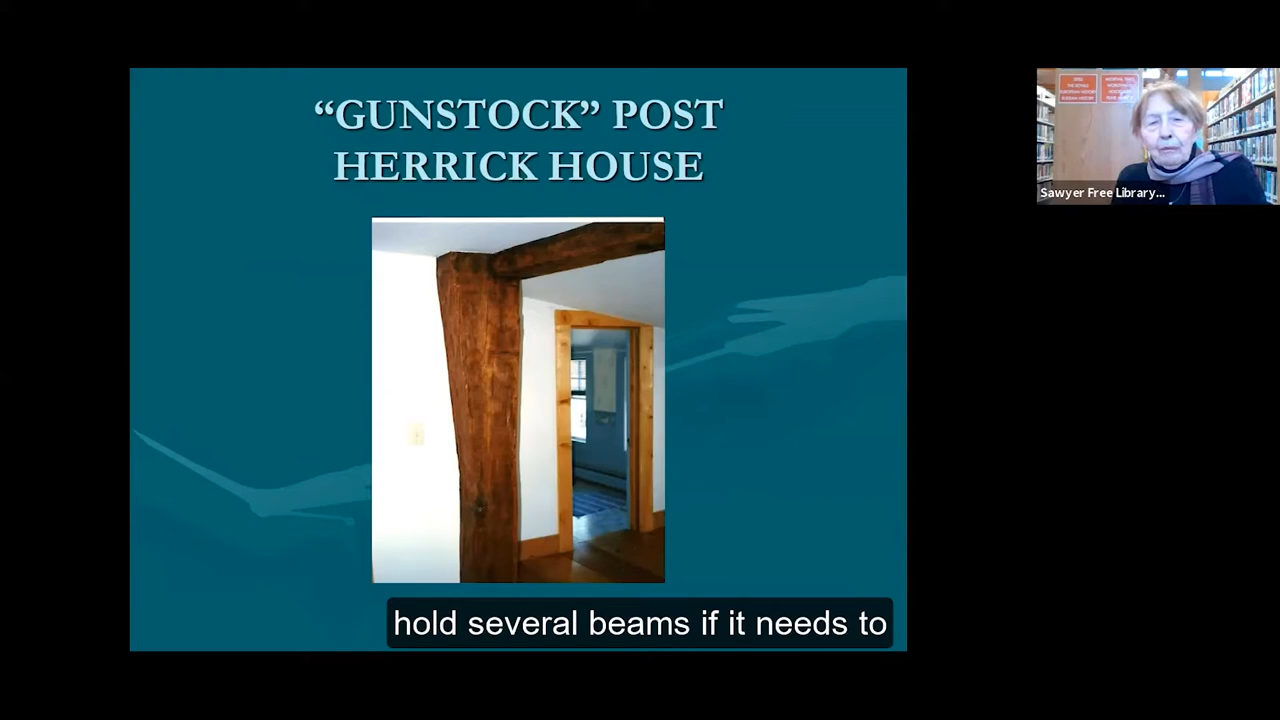 “GUNSTOCK” POST
HERRICK HOUSE
Sawyer Free Library...
hold several beams if it needs to